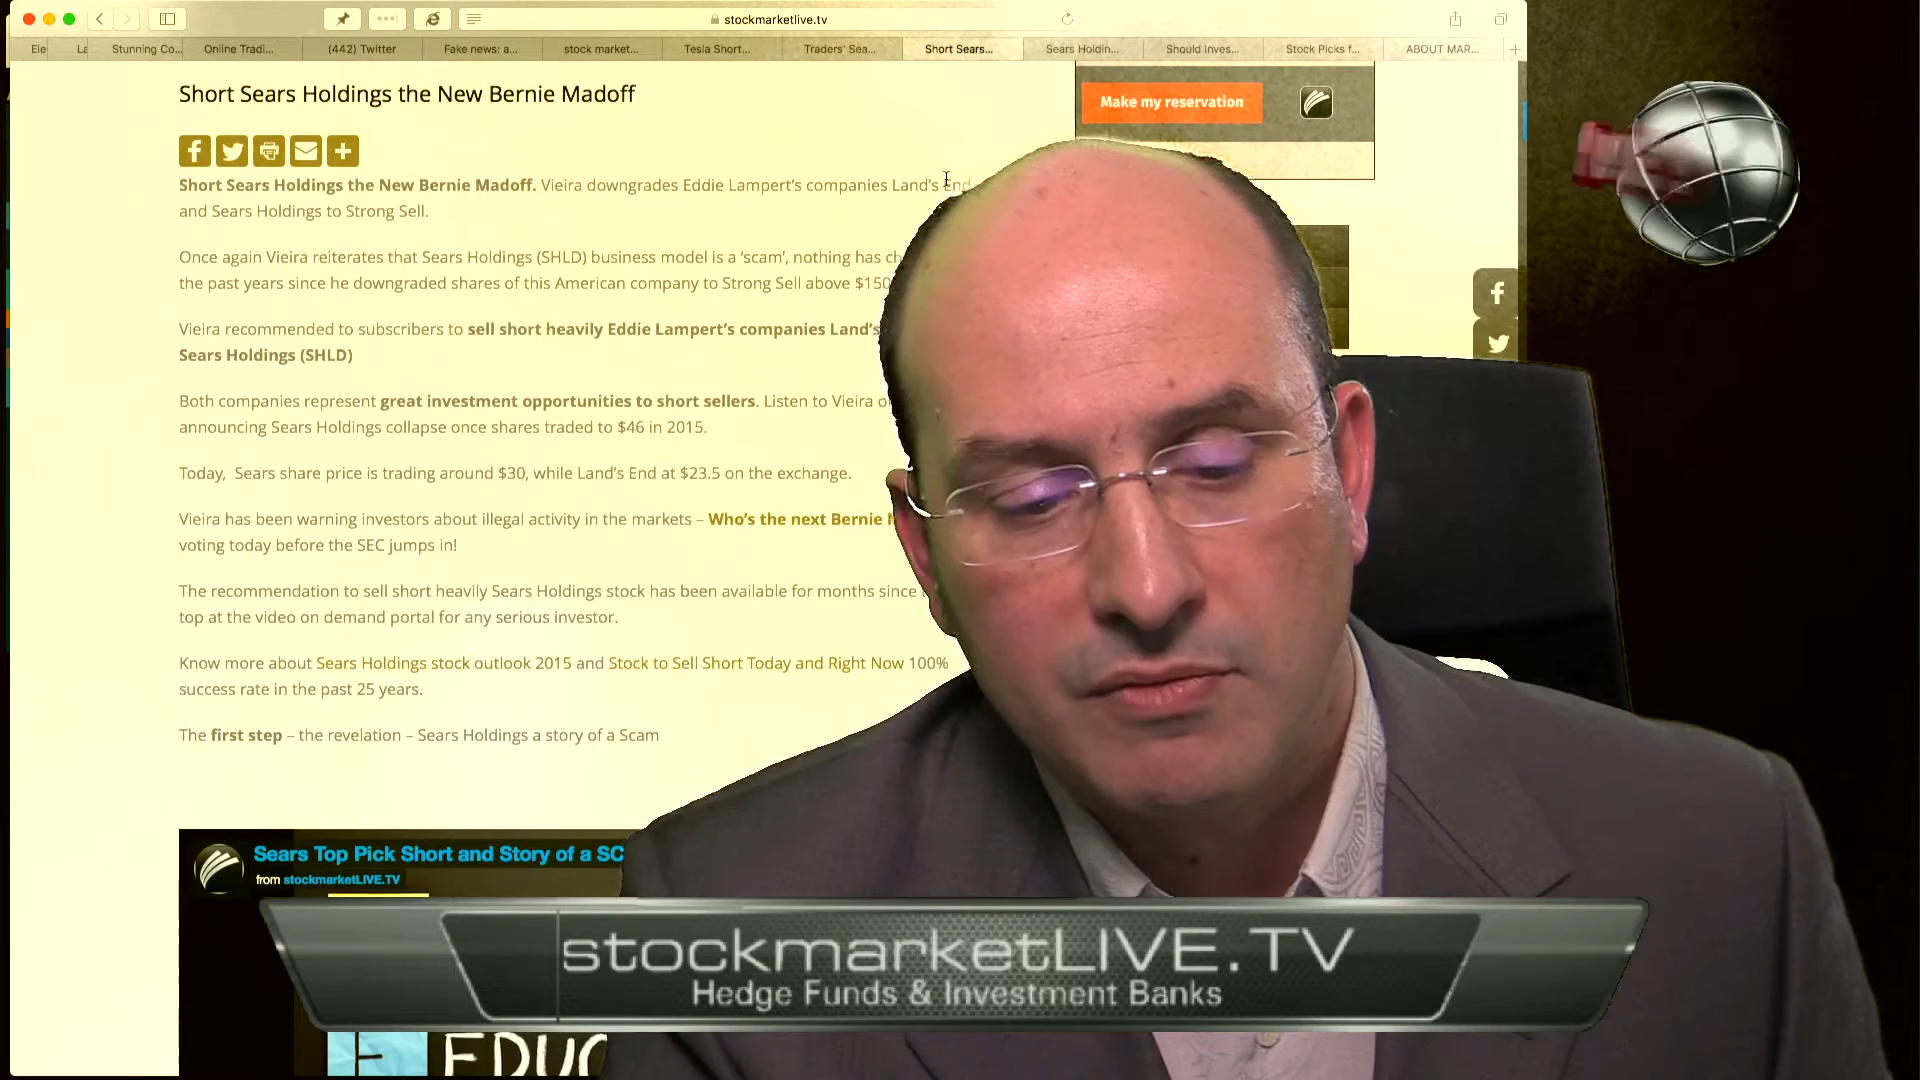 stockmarketlive.tv
Ele
La
Stunning Co...
Online Tradi...
(442) Twitter
Fake news: a...
stock market...
Tesla Short...
Traders' Sea...
Short Sears...
Sears Holdin...
Should Inves...
Stock Picks f...
ABOUT MAR...
Short Sears Holdings the New Bernie Madoff
Make my reservation
Short Sears Holdings the New Bernie Madoff. Vieira downgrades Eddie Lampert's companies Land's End
and Sears Holdings to Strong Sell.
Once again Vieira reiterates that Sears Holdings (SHLD) business model is a 'scam', nothing has ch
the past years since he downgraded shares of this American company to Strong Sell above $150
Vieira recommended to subscribers to sell short heavily Eddie Lampert's companies Land's
Sears Holdings (SHLD)
Both companies represent great investment opportunities to short sellers. Listen to Vieira o
announcing Sears Holdings collapse once shares traded to $46 in 2015.
Today, Sears share price is trading around $30, while Land's End at $23.5 on the exchange.
Vieira has been warning investors about illegal activity in the markets – Who's the next Bernie
voting today before the SEC jumps in!
The recommendation to sell short heavily Sears Holdings stock has been available for months since
top at the video on demand portal for any serious investor.
Know more about Sears Holdings stock outlook 2015 and Stock to Sell Short Today and Right Now 100%
success rate in the past 25 years.
The first step – the revelation – Sears Holdings a story of a Scam
Sears Top Pick Short and Story of a SC
from stockmarketLIVE.TV
stockmarketLIVE.TV
Hedge Funds & Investment Banks
EDUC